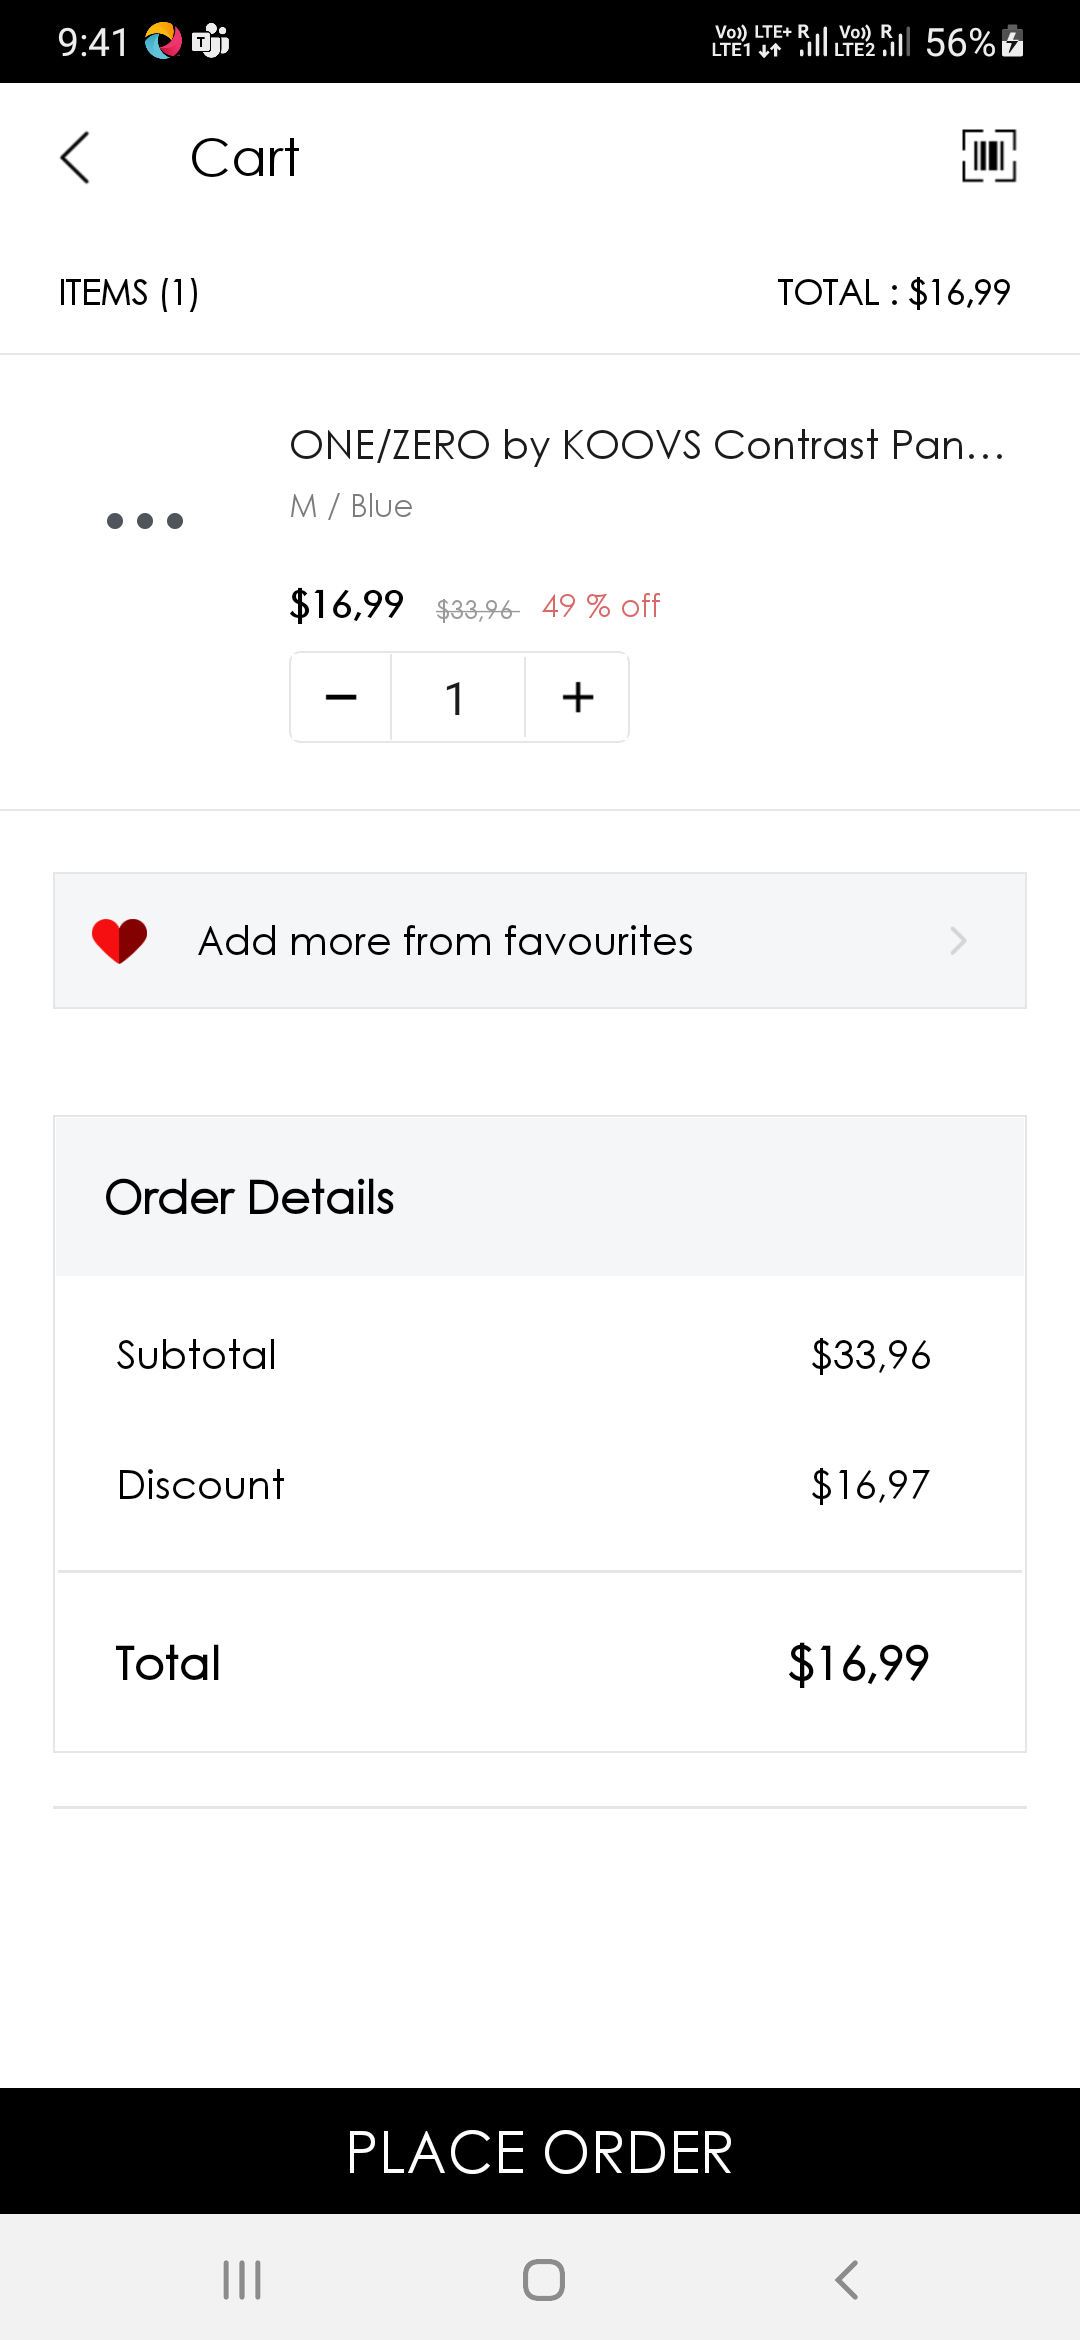 9:41 Vo)) LTE+ R Vo)) R 56%
LTE1 LTE2
Cart
ITEMS (1) TOTAL : $16,99
ONE/ZERO by KOOVS Contrast Pan...
M / Blue
$16,99 $33,96 49 % off
1
Add more from favourites
Order Details
Subtotal $33,96
Discount $16,97
Total $16,99
PLACE ORDER